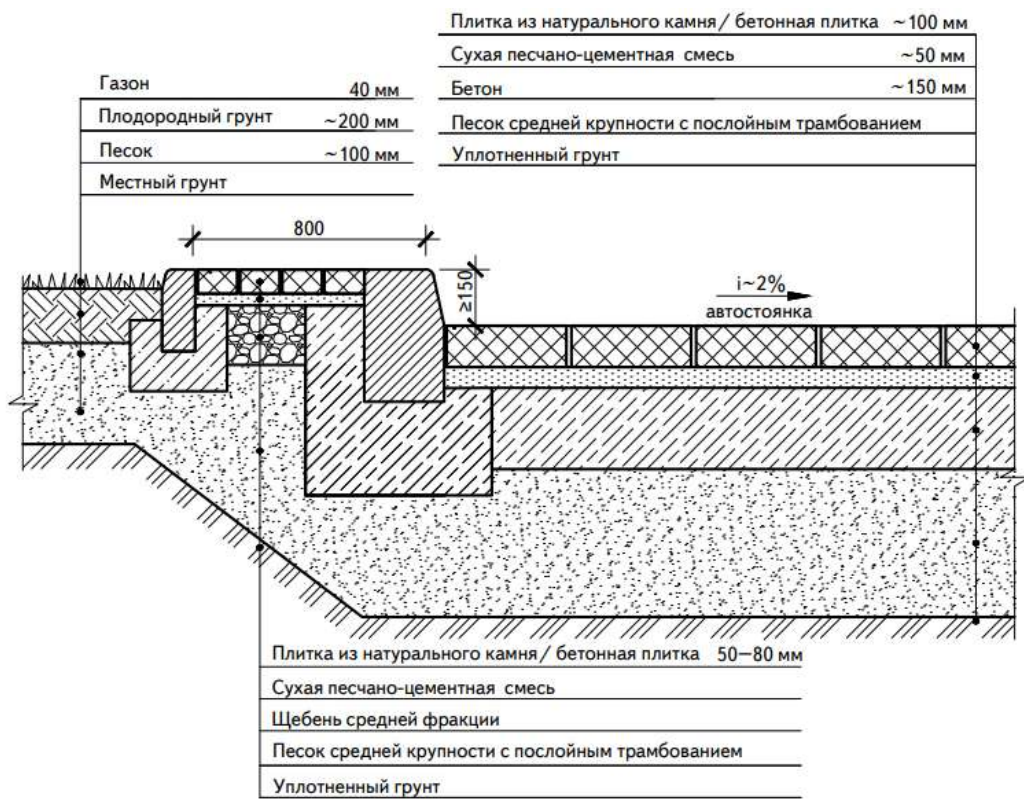 Плитка из натурального камня / бетонная плитка ~100 мм
Сухая песчано-цементная смесь ~50 мм
Бетон ~150 мм
Песок средней крупности с послойным трамбованием
Уплотненный грунт
Газон 40 мм
Плодородный грунт ~200 мм
Песок ~100 мм
Местный грунт
800
≥150
i~2%
автостоянка
Плитка из натурального камня / бетонная плитка 50–80 мм
Сухая песчано-цементная смесь
Щебень средней фракции
Песок средней крупности с послойным трамбованием
Уплотненный грунт